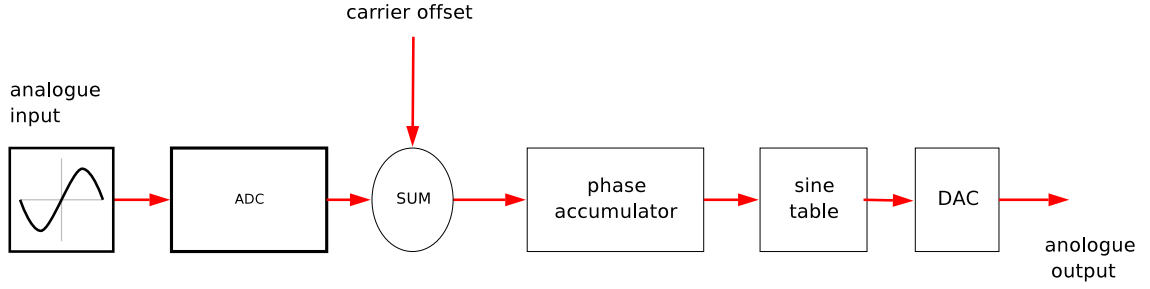 carrier offset
analogue
input
ADC
SUM
phase
accumulator
sine
table
DAC
anologue
output